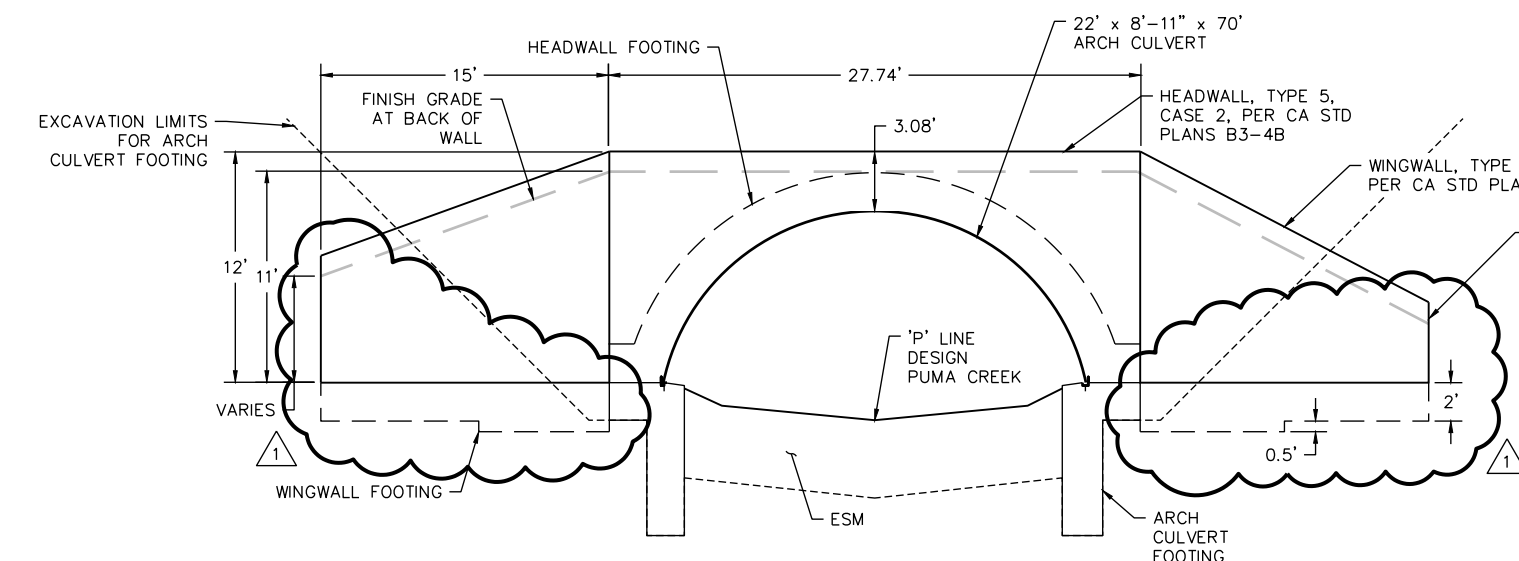 22' x 8'-11" x 70'
ARCH CULVERT
HEADWALL FOOTING
15'
27.74'
FINISH GRADE
AT BACK OF
WALL
HEADWALL, TYPE 5,
CASE 2, PER CA STD
PLANS B3-4B
EXCAVATION LIMITS
FOR ARCH
CULVERT FOOTING
3.08'
WINGWALL, TYPE
PER CA STD PLA
12'
11'
'P' LINE
DESIGN
PUMA CREEK
VARIES
2'
1
0.5'
1
WINGWALL FOOTING
ESM
ARCH
CULVERT
FOOTING